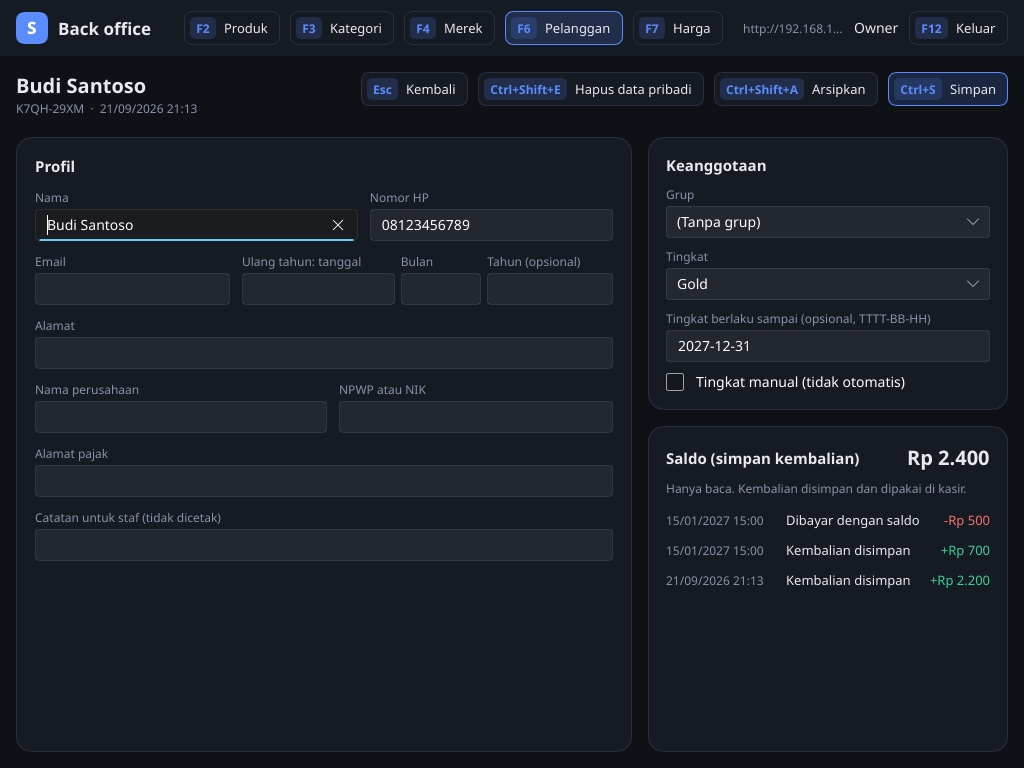 S Back office F2 Produk F3 Kategori F4 Merek F6 Pelanggan F7 Harga http://192.168.1... Owner F12 Keluar
Budi Santoso
K7QH-29XM · 21/09/2026 21:13
Esc Kembali Ctrl+Shift+E Hapus data pribadi Ctrl+Shift+A Arsipkan Ctrl+S Simpan
Profil
Nama Nomor HP
Budi Santoso 08123456789
Email Ulang tahun: tanggal Bulan Tahun (opsional)
Alamat
Nama perusahaan NPWP atau NIK
Alamat pajak
Catatan untuk staf (tidak dicetak)
Keanggotaan
Grup
(Tanpa grup)
Tingkat
Gold
Tingkat berlaku sampai (opsional, TTTT-BB-HH)
2027-12-31
Tingkat manual (tidak otomatis)
Saldo (simpan kembalian) Rp 2.400
Hanya baca. Kembalian disimpan dan dipakai di kasir.
15/01/2027 15:00 Dibayar dengan saldo -Rp 500
15/01/2027 15:00 Kembalian disimpan +Rp 700
21/09/2026 21:13 Kembalian disimpan +Rp 2.200